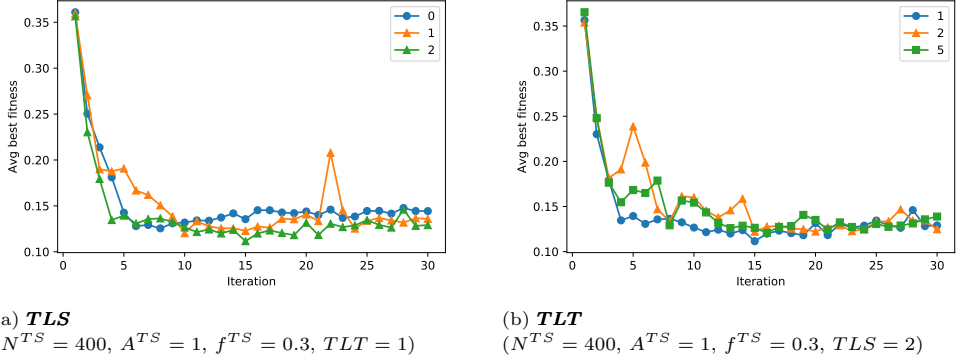 0.35
0.30
0.25
0.20
0.15
0.10
Avg best fitness
0
1
2
0 5 10 15 20 25 30
Iteration
a) TLS
N^{TS} = 400, A^{TS} = 1, f^{TS} = 0.3, TLT = 1)
0.35
0.30
0.25
0.20
0.15
0.10
Avg best fitness
1
2
5
0 5 10 15 20 25 30
Iteration
(b) TLT
(N^{TS} = 400, A^{TS} = 1, f^{TS} = 0.3, TLS = 2)